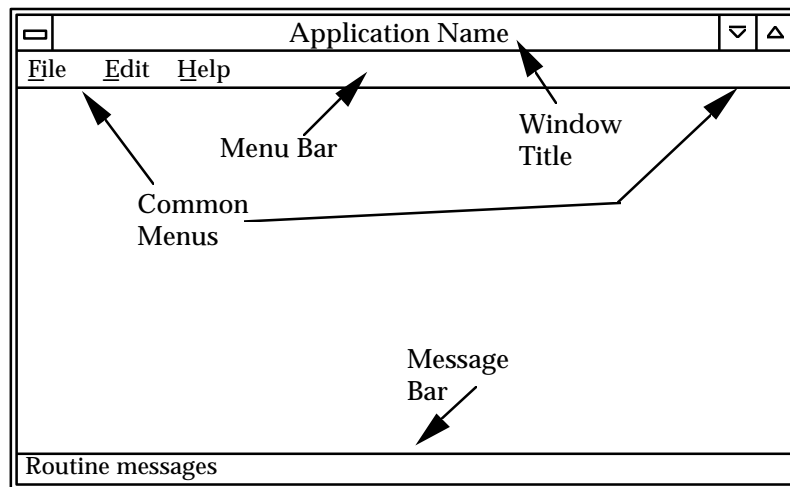 Application Name
File Edit Help
Menu Bar
Window
Title
Common
Menus
Message
Bar
Routine messages